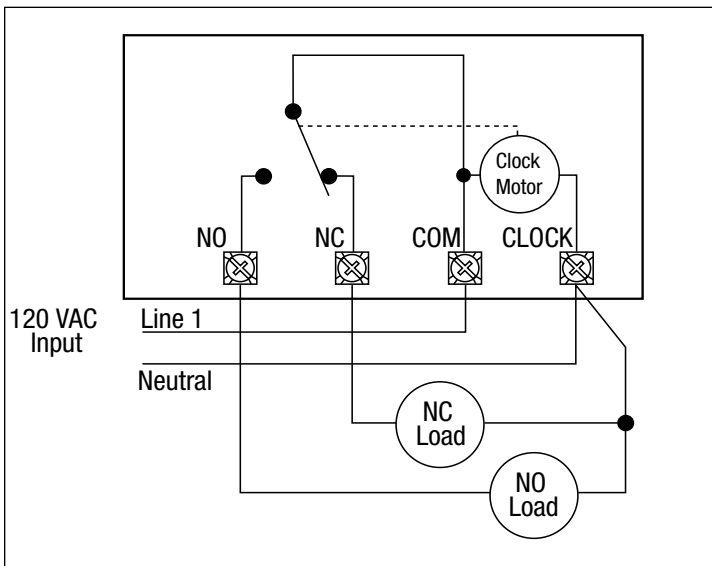 Clock
Motor
NO
NC
COM
CLOCK
120 VAC
Input
Line 1
Neutral
NC
Load
NO
Load